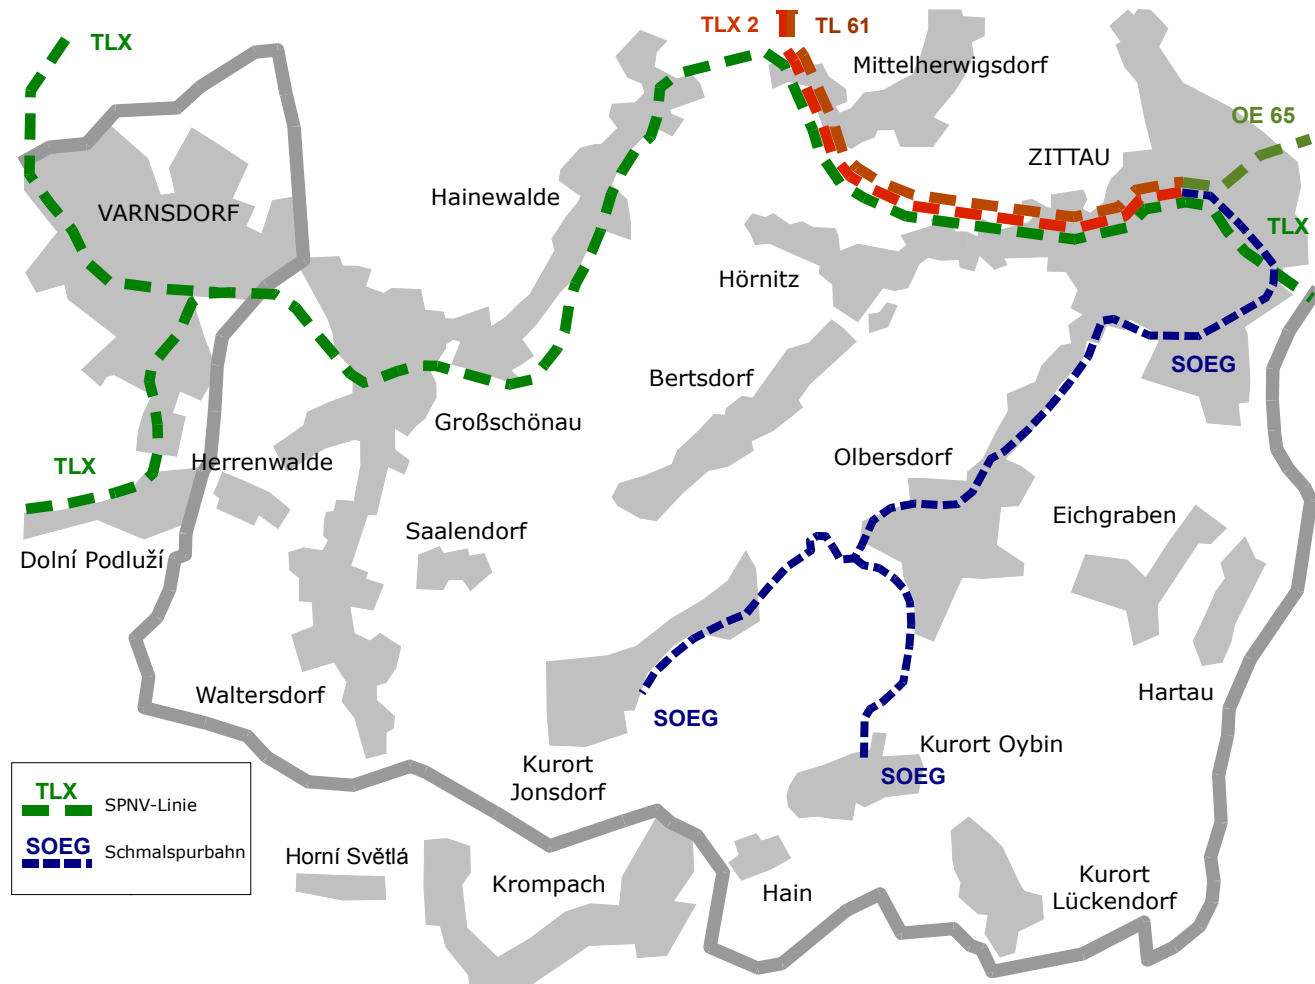 TLX
TLX 2
TL 61
Mittelherwigsdorf
OE 65
ZITTAU
Hainewalde
VARNSDORF
TLX
Hörnitz
SOEG
Bertsdorf
Großschönau
Olbersdorf
TLX
Herrenwalde
Eichgraben
Saalendorf
Dolní Podluží
Waltersdorf
Hartau
SOEG
Kurort Oybin
Kurort
Jonsdorf
SOEG
TLX
SPNV-Linie
SOEG
Schmalspurbahn
Horní Světlá
Krompach
Hain
Kurort
Lückendorf